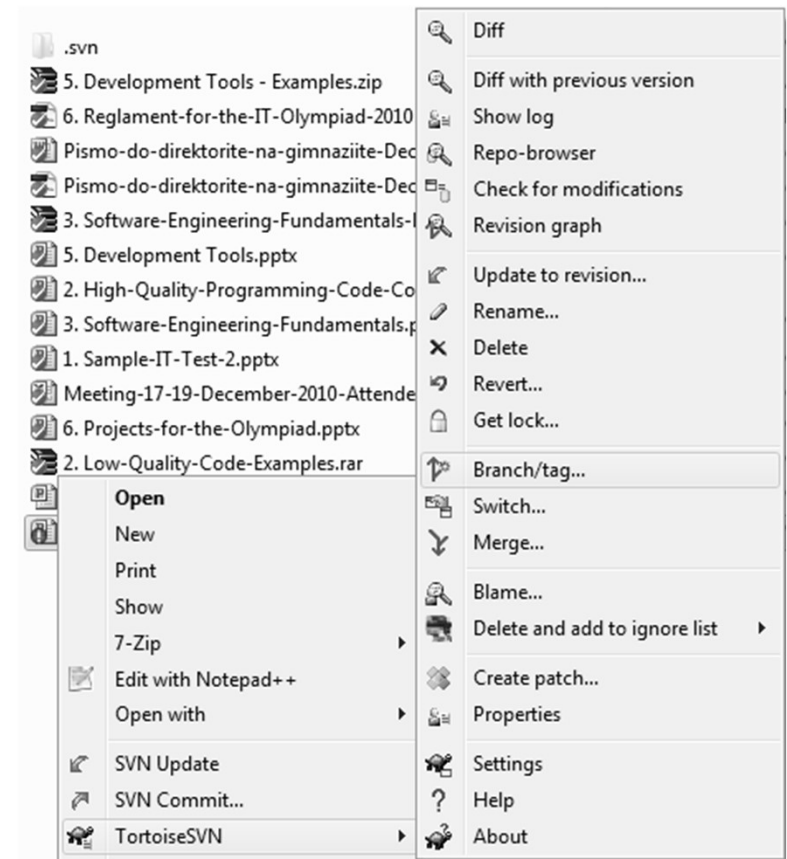 .svn
5. Development Tools - Examples.zip
6. Reglament-for-the-IT-Olympiad-2010
Pismo-do-direktorite-na-gimnaziite-Dec
Pismo-do-direktorite-na-gimnaziite-Dec
3. Software-Engineering-Fundamentals-
5. Development Tools.pptx
2. High-Quality-Programming-Code-Co
3. Software-Engineering-Fundamentals.p
1. Sample-IT-Test-2.pptx
Meeting-17-19-December-2010-Attende
6. Projects-for-the-Olympiad.pptx
2. Low-Quality-Code-Examples.rar
Open
New
Print
Show
7-Zip
Edit with Notepad++
Open with
SVN Update
SVN Commit...
TortoiseSVN
Diff
Diff with previous version
Show log
Repo-browser
Check for modifications
Revision graph
Update to revision...
Rename...
Delete
Revert...
Get lock...
Branch/tag...
Switch...
Merge...
Blame...
Delete and add to ignore list
Create patch...
Properties
Settings
Help
About